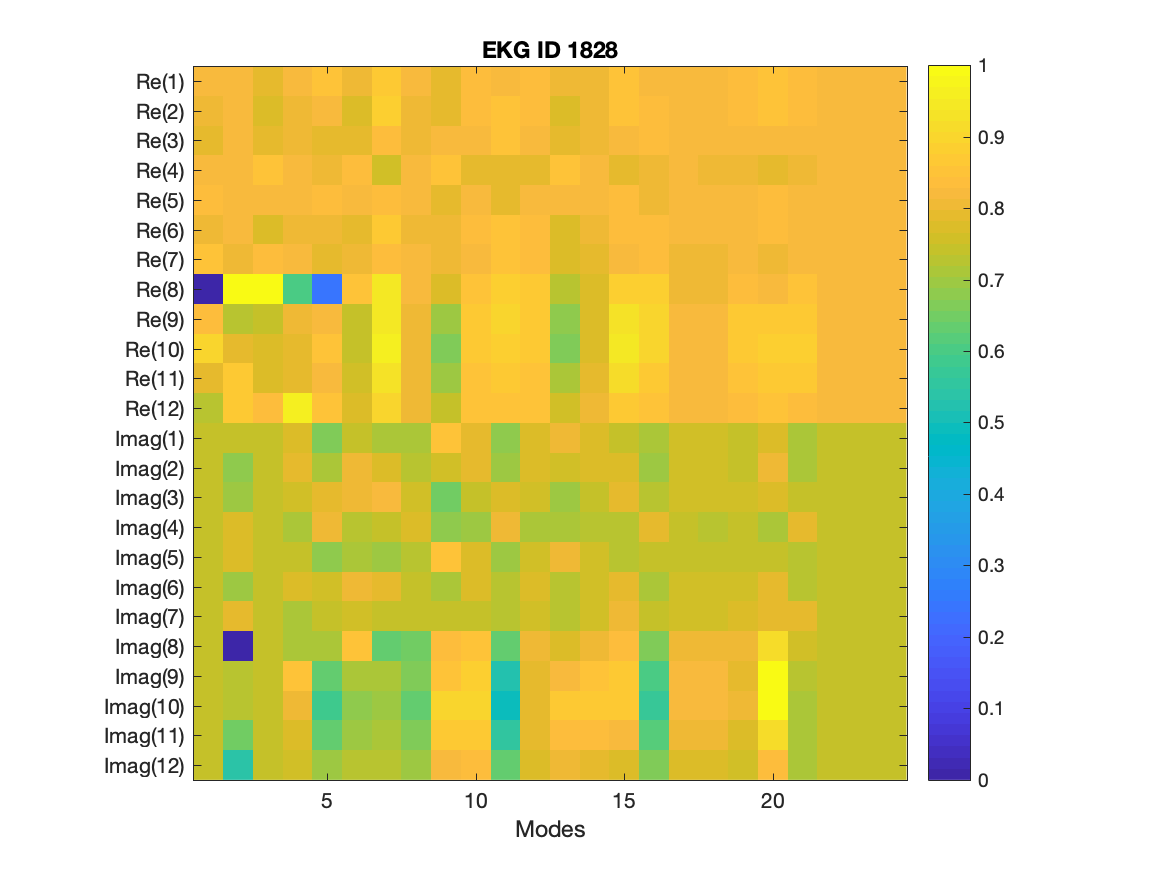 EKG ID 1828
Re(1)
Re(2)
Re(3)
Re(4)
Re(5)
Re(6)
Re(7)
Re(8)
Re(9)
Re(10)
Re(11)
Re(12)
Imag(1)
Imag(2)
Imag(3)
Imag(4)
Imag(5)
Imag(6)
Imag(7)
Imag(8)
Imag(9)
Imag(10)
Imag(11)
Imag(12)
5 10 15 20
Modes
1
0.9
0.8
0.7
0.6
0.5
0.4
0.3
0.2
0.1
0